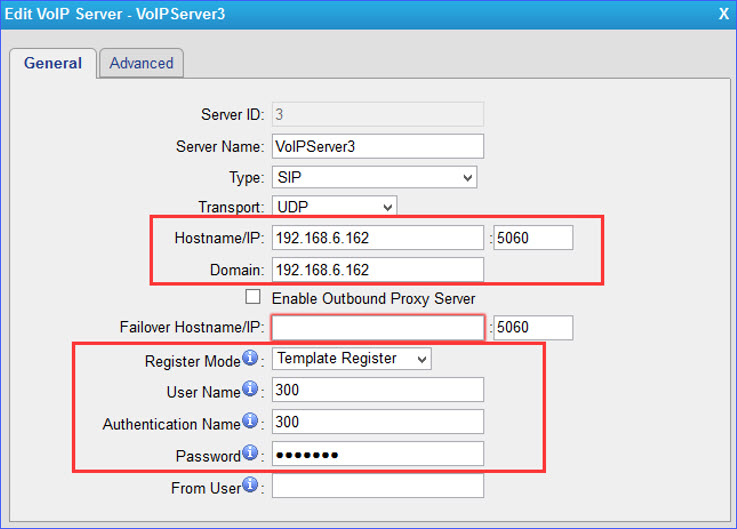 Edit VoIP Server - VoIPServer3 X
General Advanced
Server ID: 3
Server Name: VoIPServer3
Type: SIP
Transport: UDP
Hostname/IP: 192.168.6.162 : 5060
Domain: 192.168.6.162
Enable Outbound Proxy Server
Failover Hostname/IP: : 5060
Register Mode i : Template Register
User Name i : 300
Authentication Name i : 300
Password i : •••••••
From User i :